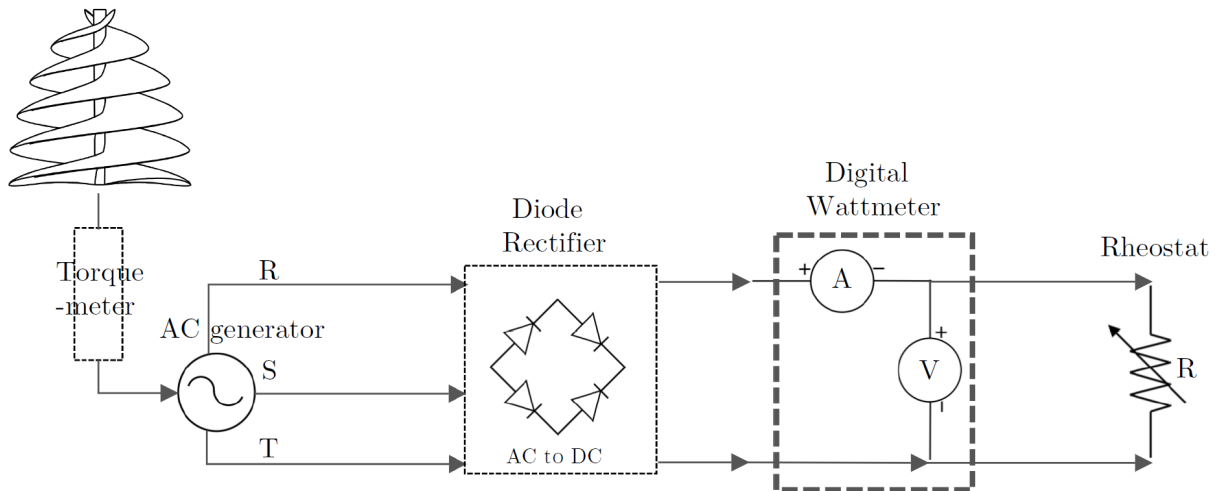 Digital
Wattmeter
Diode
Rectifier
Rheostat
Torque
-meter
R
AC generator
S
T
AC to DC
+
A
−
+
V
−
R